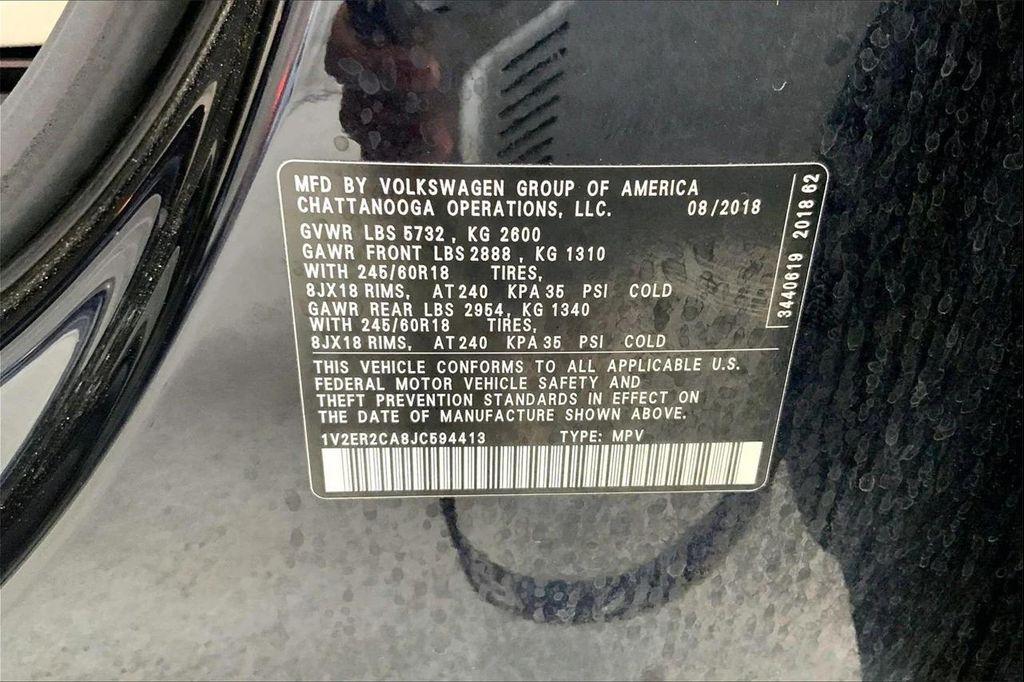 MFD BY VOLKSWAGEN GROUP OF AMERICA
CHATTANOOGA OPERATIONS, LLC. 08/2018
GVWR LBS 5732 , KG 2600
GAWR FRONT LBS 2888 , KG 1310
WITH 245/60R18 TIRES,
8JX18 RIMS, AT 240 KPA 35 PSI COLD
GAWR REAR LBS 2954, KG 1340
WITH 245/60R18 TIRES,
8JX18 RIMS, AT 240 KPA 35 PSI COLD
THIS VEHICLE CONFORMS TO ALL APPLICABLE U.S.
FEDERAL MOTOR VEHICLE SAFETY AND
THEFT PREVENTION STANDARDS IN EFFECT ON
THE DATE OF MANUFACTURE SHOWN ABOVE.
1V2ER2CA8JC594413 TYPE: MPV
3440619 2018 62